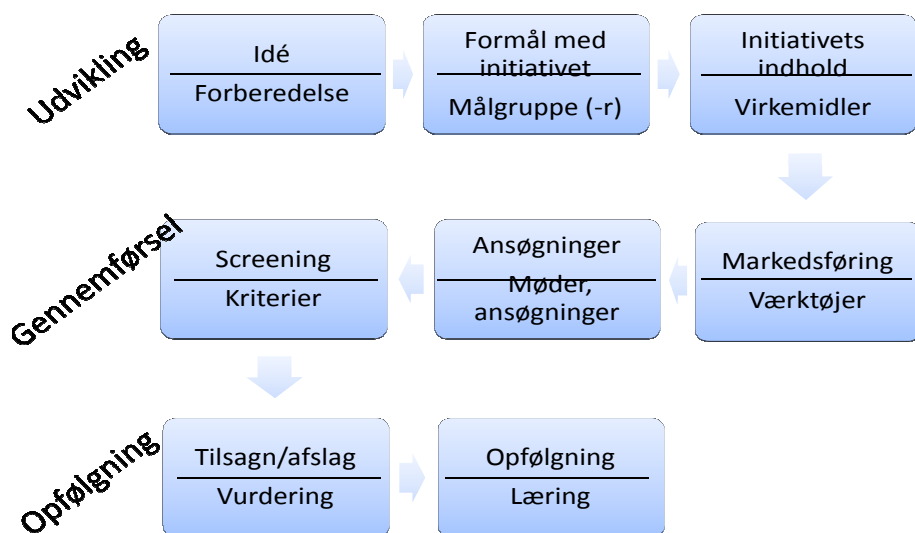 Udvikling
Idé
Forberedelse
Formål med
initiativet
Målgruppe (-r)
Initiativets
indhold
Virkemidler
Gennemførsel
Markedsføring
Værktøjer
Ansøgninger
Møder,
ansøgninger
Screening
Kriterier
Opfølgning
Tilsagn/afslag
Vurdering
Opfølgning
Læring